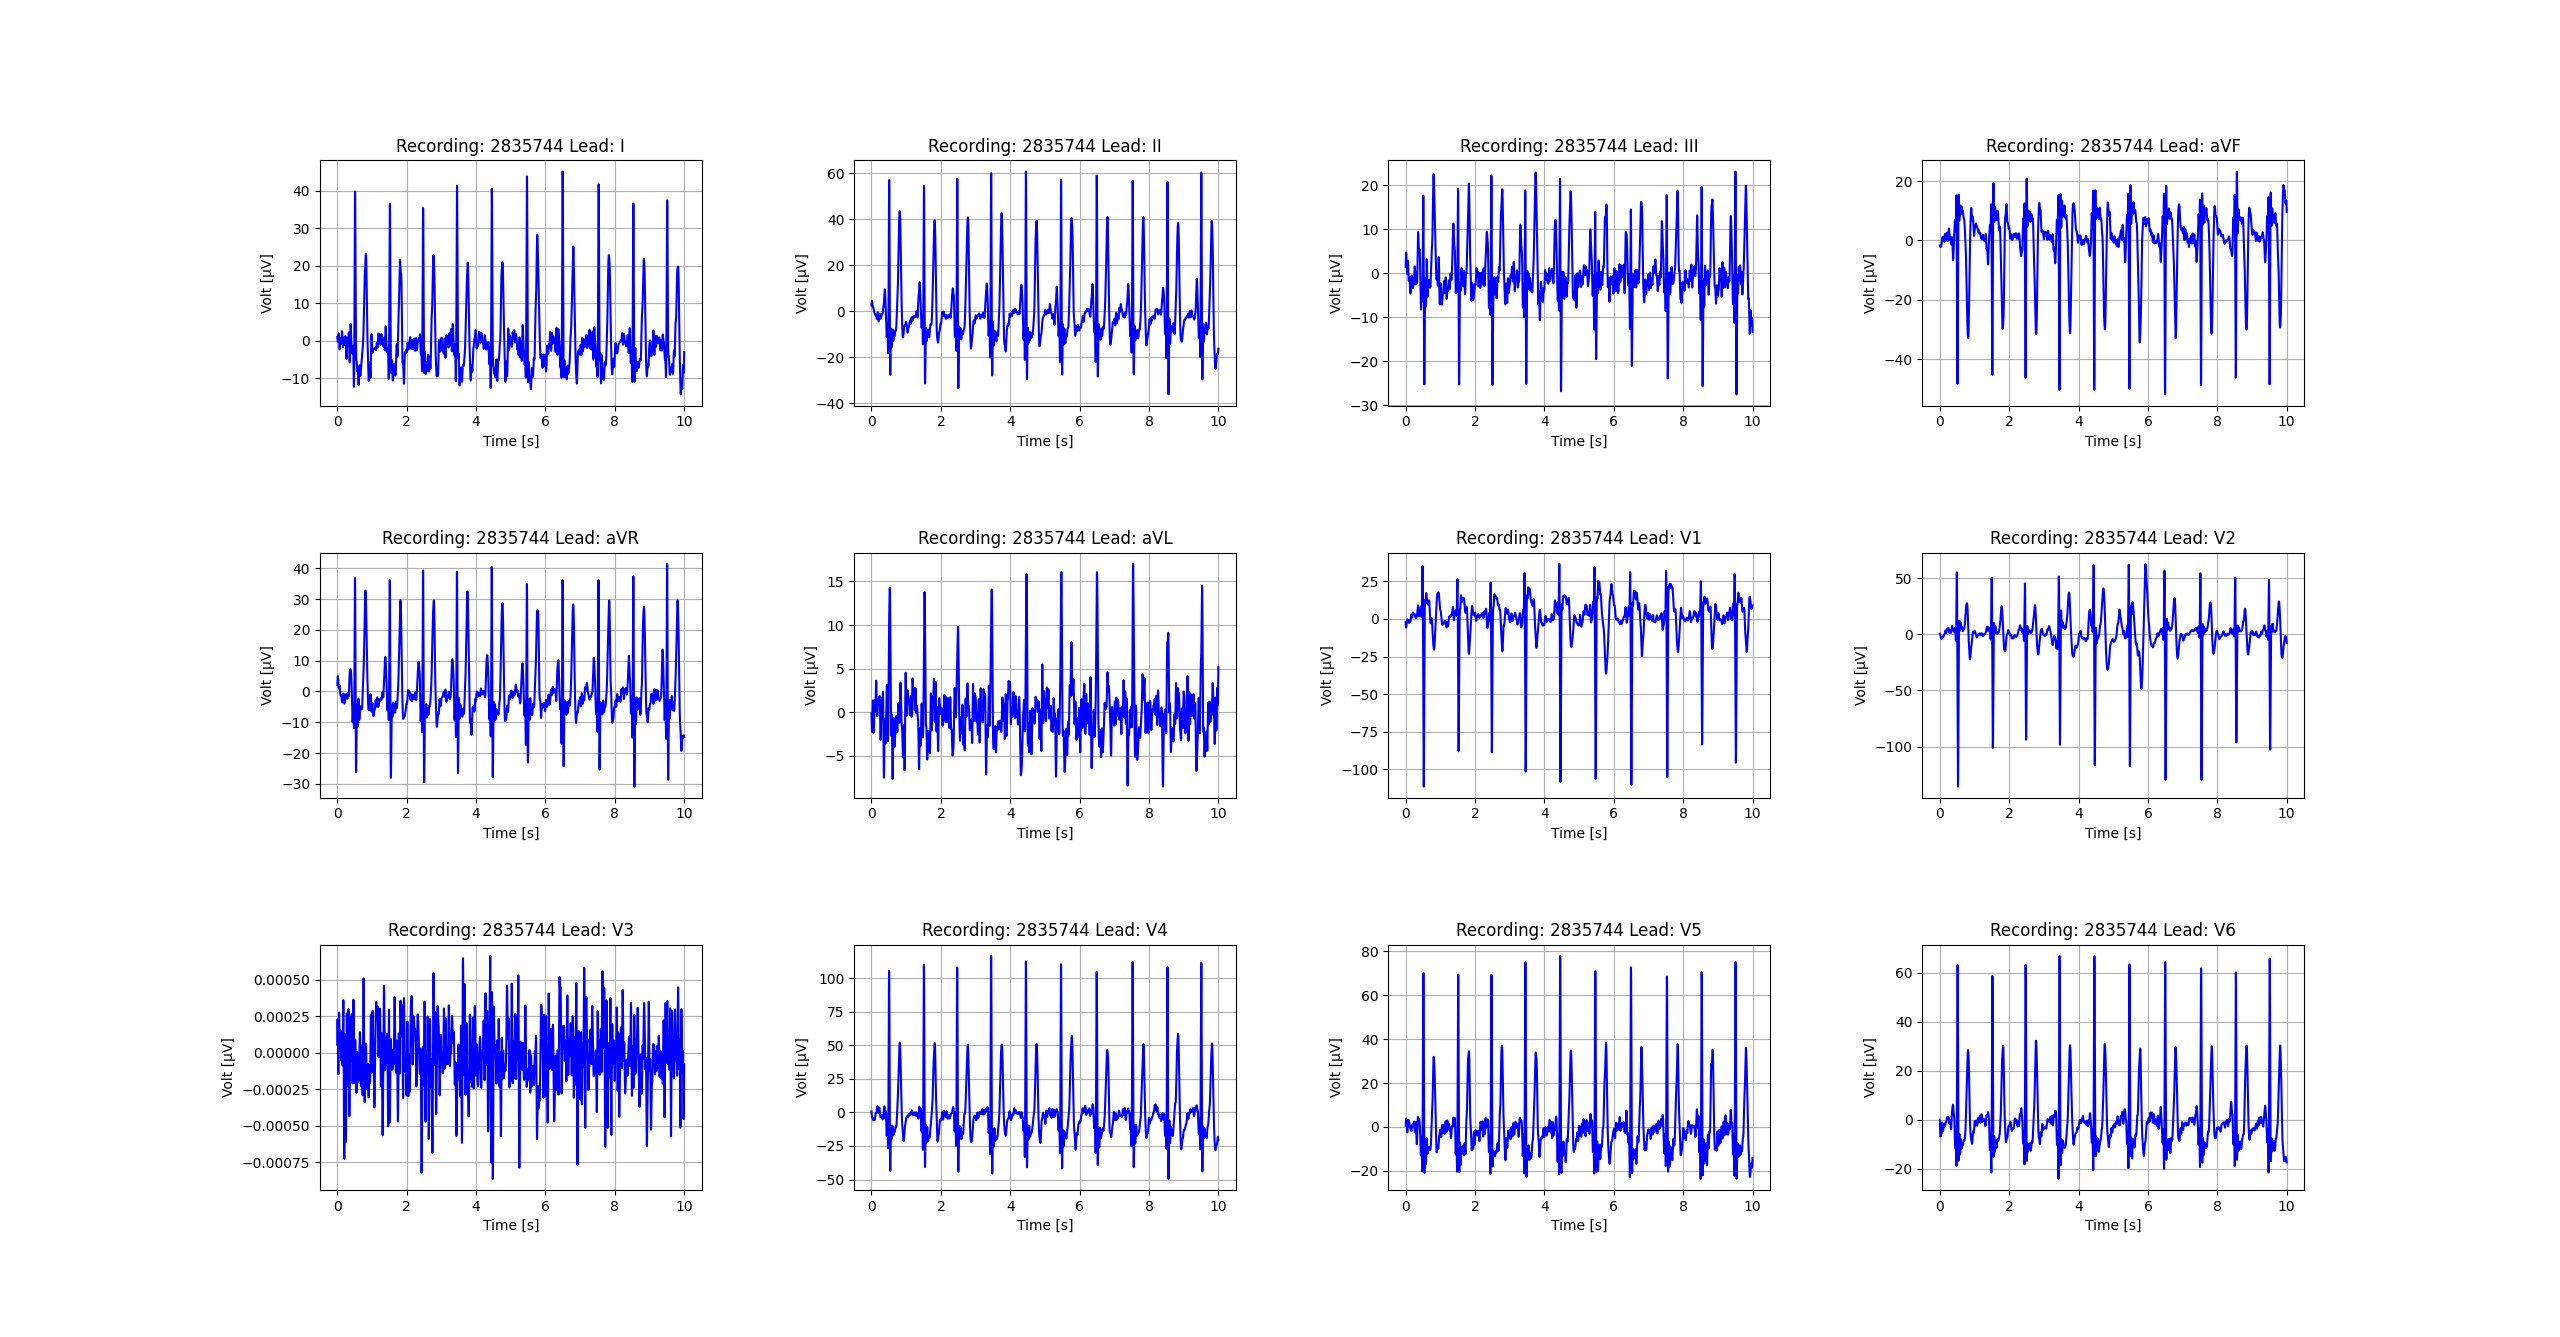 Recording: 2835744 Lead: I
40
30
20
10
0
−10
Volt [µV]
0 2 4 6 8 10
Time [s]
Recording: 2835744 Lead: II
60
40
20
0
−20
−40
Volt [µV]
0 2 4 6 8 10
Time [s]
Recording: 2835744 Lead: III
20
10
0
−10
−20
−30
Volt [µV]
0 2 4 6 8 10
Time [s]
Recording: 2835744 Lead: aVF
20
0
−20
−40
Volt [µV]
0 2 4 6 8 10
Time [s]
Recording: 2835744 Lead: aVR
40
30
20
10
0
−10
−20
−30
Volt [µV]
0 2 4 6 8 10
Time [s]
Recording: 2835744 Lead: aVL
15
10
5
0
−5
Volt [µV]
0 2 4 6 8 10
Time [s]
Recording: 2835744 Lead: V1
25
0
−25
−50
−75
−100
Volt [µV]
0 2 4 6 8 10
Time [s]
Recording: 2835744 Lead: V2
50
0
−50
−100
Volt [µV]
0 2 4 6 8 10
Time [s]
Recording: 2835744 Lead: V3
0.00050
0.00025
0.00000
−0.00025
−0.00050
−0.00075
Volt [µV]
0 2 4 6 8 10
Time [s]
Recording: 2835744 Lead: V4
100
75
50
25
0
−25
−50
Volt [µV]
0 2 4 6 8 10
Time [s]
Recording: 2835744 Lead: V5
80
60
40
20
0
−20
Volt [µV]
0 2 4 6 8 10
Time [s]
Recording: 2835744 Lead: V6
60
40
20
0
−20
Volt [µV]
0 2 4 6 8 10
Time [s]